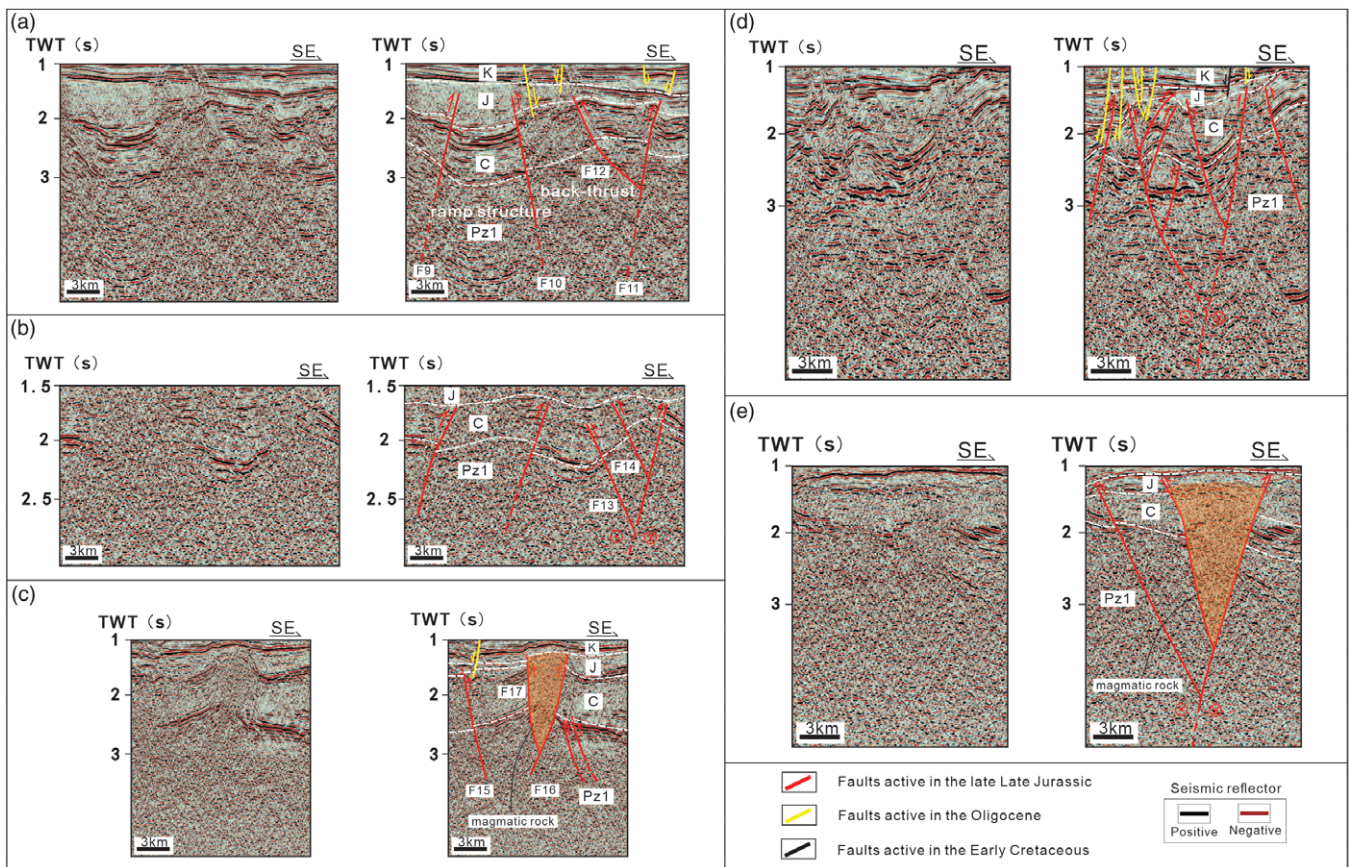 (a)
TWT (s)
SE
1
2
3
3km
TWT (s)
SE
1
2
3
K
J
C
F12
back-thrust
ramp structure
Pz1
F9
F10
F11
3km
(b)
TWT (s)
SE
1.5
2
2.5
3km
TWT (s)
SE
1.5
2
2.5
J
C
Pz1
F14
F13
3km
(c)
TWT (s)
SE
1
2
3
3km
TWT (s)
SE
1
2
3
K
J
F17
C
F15
F16
Pz1
magmatic rock
3km
(d)
TWT (s)
SE
1
2
3
3km
TWT (s)
SE
1
2
3
K
J
C
Pz1
3km
(e)
TWT (s)
SE
1
2
3
3km
TWT (s)
SE
1
2
3
J
C
Pz1
magmatic rock
3km
Faults active in the late Late Jurassic
Faults active in the Oligocene
Faults active in the Early Cretaceous
Seismic reflector
Positive
Negative